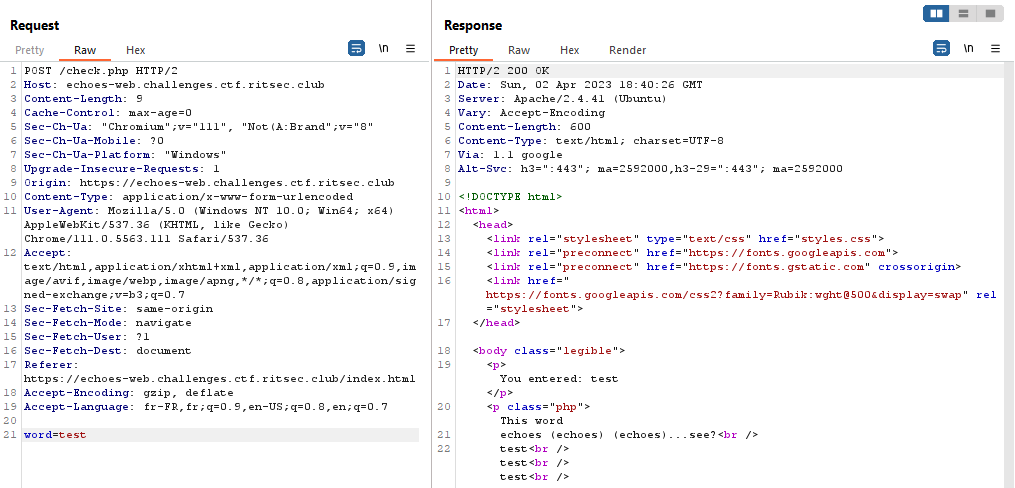 Request
Pretty Raw Hex
\n
1 POST /check.php HTTP/2
2 Host: echoes-web.challenges.ctf.ritsec.club
3 Content-Length: 9
4 Cache-Control: max-age=0
5 Sec-Ch-Ua: "Chromium";v="111", "Not(A:Brand";v="8"
6 Sec-Ch-Ua-Mobile: ?0
7 Sec-Ch-Ua-Platform: "Windows"
8 Upgrade-Insecure-Requests: 1
9 Origin: https://echoes-web.challenges.ctf.ritsec.club
10 Content-Type: application/x-www-form-urlencoded
11 User-Agent: Mozilla/5.0 (Windows NT 10.0; Win64; x64)
AppleWebKit/537.36 (KHTML, like Gecko)
Chrome/111.0.5563.111 Safari/537.36
12 Accept:
text/html,application/xhtml+xml,application/xml;q=0.9,im
age/avif,image/webp,image/apng,*/*;q=0.8,application/sig
ned-exchange;v=b3;q=0.7
13 Sec-Fetch-Site: same-origin
14 Sec-Fetch-Mode: navigate
15 Sec-Fetch-User: ?1
16 Sec-Fetch-Dest: document
17 Referer:
https://echoes-web.challenges.ctf.ritsec.club/index.html
18 Accept-Encoding: gzip, deflate
19 Accept-Language: fr-FR,fr;q=0.9,en-US;q=0.8,en;q=0.7
20
21 word=test
Response
Pretty Raw Hex Render
\n
1 HTTP/2 200 OK
2 Date: Sun, 02 Apr 2023 18:40:26 GMT
3 Server: Apache/2.4.41 (Ubuntu)
4 Vary: Accept-Encoding
5 Content-Length: 600
6 Content-Type: text/html; charset=UTF-8
7 Via: 1.1 google
8 Alt-Svc: h3=":443"; ma=2592000,h3-29=":443"; ma=2592000
9
10 <!DOCTYPE html>
11 <html>
12 <head>
13 <link rel="stylesheet" type="text/css" href="styles.css">
14 <link rel="preconnect" href="https://fonts.googleapis.com">
15 <link rel="preconnect" href="https://fonts.gstatic.com" crossorigin>
16 <link href="
https://fonts.googleapis.com/css2?family=Rubik:wght@500&display=swap" rel
="stylesheet">
17 </head>
18 <body class="legible">
19 <p>
You entered: test
</p>
20 <p class="php">
This word
21 echoes (echoes) (echoes)...see?<br />
22 test<br />
test<br />
test<br />